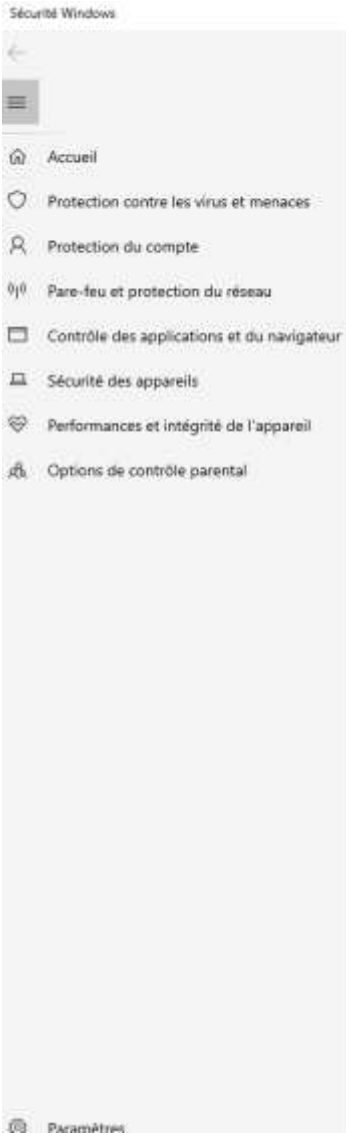 Sécurité Windows
Accueil
Protection contre les virus et menaces
Protection du compte
Pare-feu et protection du réseau
Contrôle des applications et du navigateur
Sécurité des appareils
Performances et intégrité de l'appareil
Options de contrôle parental
Paramètres